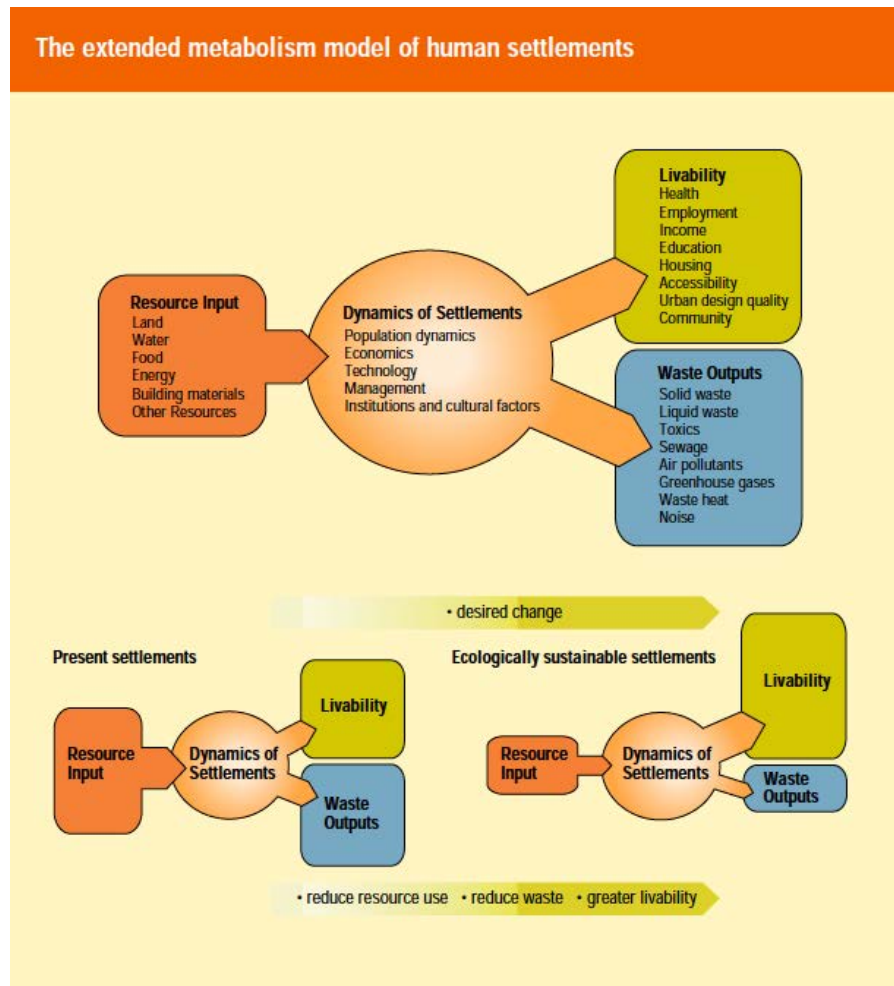 The extended metabolism model of human settlements
Resource Input
Land
Water
Food
Energy
Building materials
Other Resources
Dynamics of Settlements
Population dynamics
Economics
Technology
Management
Institutions and cultural factors
Livability
Health
Employment
Income
Education
Housing
Accessibility
Urban design quality
Community
Waste Outputs
Solid waste
Liquid waste
Toxics
Sewage
Air pollutants
Greenhouse gases
Waste heat
Noise
• desired change
Present settlements
Resource
Input
Dynamics of
Settlements
Livability
Waste
Outputs
Ecologically sustainable settlements
Resource
Input
Dynamics of
Settlements
Livability
Waste
Outputs
• reduce resource use • reduce waste • greater livability